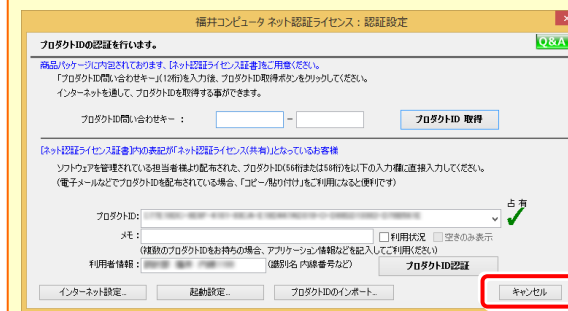 福井コンピュータ ネット認証ライセンス：認証設定
プロダクトIDの認証を行います。
Q&A
商品パッケージに内包されております、[ネット認証ライセンス証書]をご用意ください。
「プロダクトID問い合わせキー」(12桁)を入力後、プロダクトID取得ボタンをクリックしてください。
インターネットを通して、プロダクトIDを取得する事ができます。
プロダクトID問い合わせキー ： － プロダクトID 取得
[ネット認証ライセンス証書]内の表記が「ネット認証ライセンス(共有)」となっているお客様
ソフトウェアを管理されている担当者様より配布された、プロダクトID(56桁または58桁)を以下の入力欄に直接入力してください。
(電子メールなどでプロダクトIDを配布されている場合、「コピー/貼り付け」をご利用になると便利です)
占有
プロダクトID:
メモ： 利用状況 空きのみ表示
(複数のプロダクトIDをお持ちの場合、アプリケーション情報などを記入してご利用ください)
利用者情報： (識別名 内線番号など) プロダクトID認証
インターネット設定... 起動設定... プロダクトIDのインポート... キャンセル